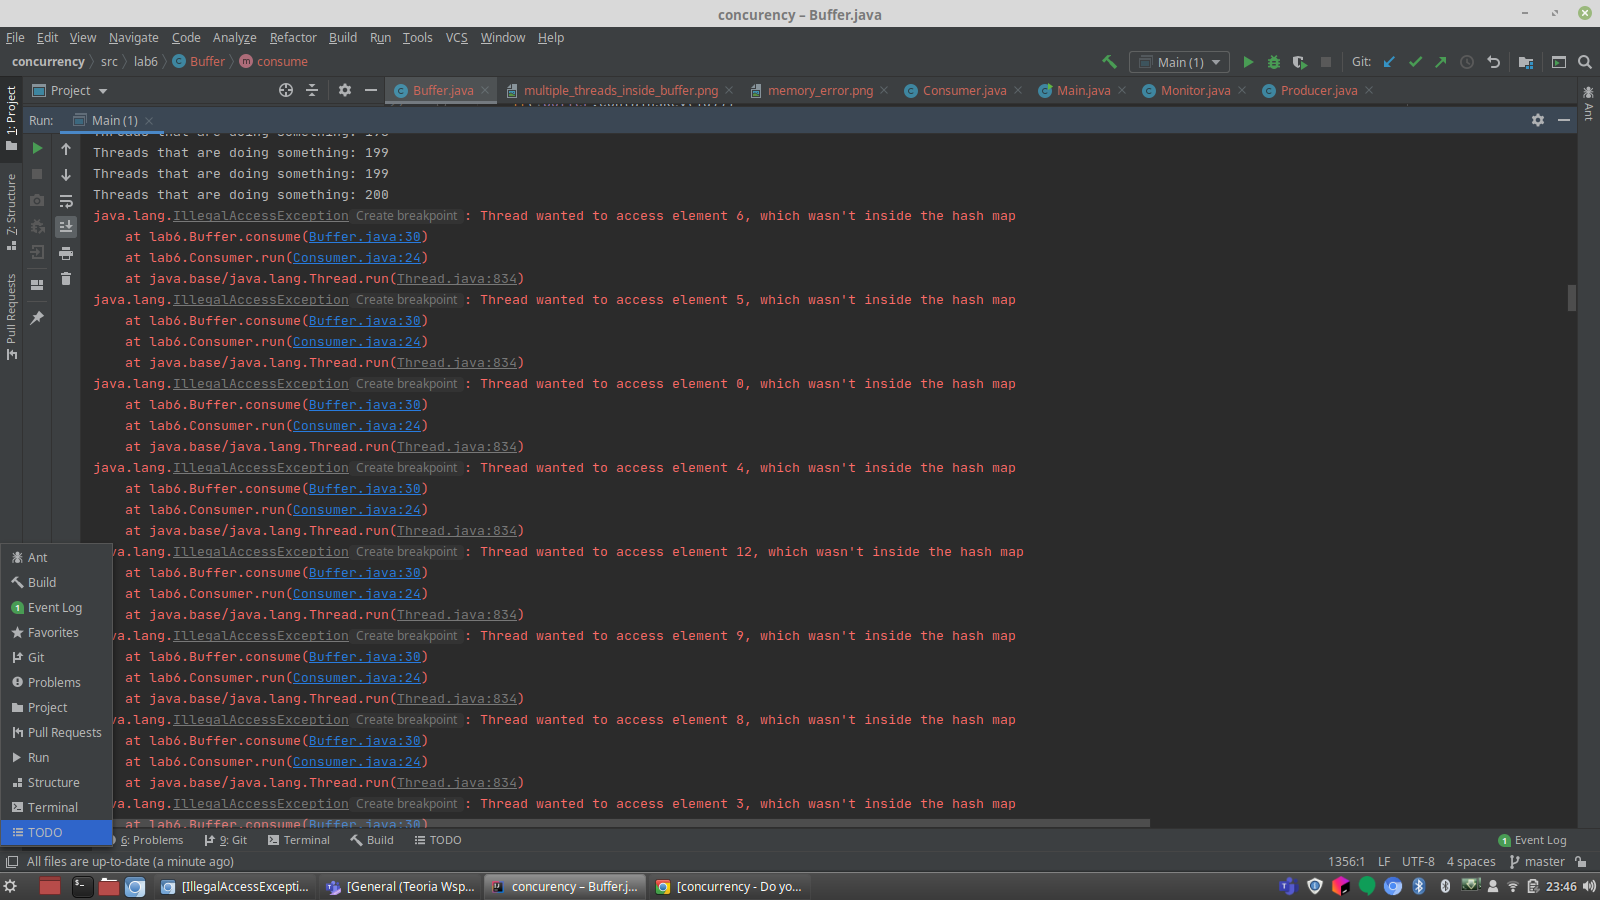 concurency – Buffer.java
File Edit View Navigate Code Analyze Refactor Build Run Tools VCS Window Help
concurrency src lab6 Buffer consume Main (1) Git:
Project Buffer.java multiple_threads_inside_buffer.png memory_error.png Consumer.java Main.java Monitor.java Producer.java
1: Project
7: Structure
Pull Requests
Ant
Run: Main (1)
Threads that are doing something: 198
Threads that are doing something: 199
Threads that are doing something: 199
Threads that are doing something: 200
java.lang.IllegalAccessException Create breakpoint : Thread wanted to access element 6, which wasn't inside the hash map
at lab6.Buffer.consume(Buffer.java:30)
at lab6.Consumer.run(Consumer.java:24)
at java.base/java.lang.Thread.run(Thread.java:834)
java.lang.IllegalAccessException Create breakpoint : Thread wanted to access element 5, which wasn't inside the hash map
at lab6.Buffer.consume(Buffer.java:30)
at lab6.Consumer.run(Consumer.java:24)
at java.base/java.lang.Thread.run(Thread.java:834)
java.lang.IllegalAccessException Create breakpoint : Thread wanted to access element 0, which wasn't inside the hash map
at lab6.Buffer.consume(Buffer.java:30)
at lab6.Consumer.run(Consumer.java:24)
at java.base/java.lang.Thread.run(Thread.java:834)
java.lang.IllegalAccessException Create breakpoint : Thread wanted to access element 4, which wasn't inside the hash map
at lab6.Buffer.consume(Buffer.java:30)
at lab6.Consumer.run(Consumer.java:24)
at java.base/java.lang.Thread.run(Thread.java:834)
va.lang.IllegalAccessException Create breakpoint : Thread wanted to access element 12, which wasn't inside the hash map
at lab6.Buffer.consume(Buffer.java:30)
at lab6.Consumer.run(Consumer.java:24)
at java.base/java.lang.Thread.run(Thread.java:834)
va.lang.IllegalAccessException Create breakpoint : Thread wanted to access element 9, which wasn't inside the hash map
at lab6.Buffer.consume(Buffer.java:30)
at lab6.Consumer.run(Consumer.java:24)
at java.base/java.lang.Thread.run(Thread.java:834)
va.lang.IllegalAccessException Create breakpoint : Thread wanted to access element 8, which wasn't inside the hash map
at lab6.Buffer.consume(Buffer.java:30)
at lab6.Consumer.run(Consumer.java:24)
at java.base/java.lang.Thread.run(Thread.java:834)
va.lang.IllegalAccessException Create breakpoint : Thread wanted to access element 3, which wasn't inside the hash map
at lab6.Buffer.consume(Buffer.java:30)
Ant
Build
1 Event Log
Favorites
Git
Problems
Project
Pull Requests
Run
Structure
Terminal
TODO
6: Problems 9: Git Terminal Build TODO 1 Event Log
All files are up-to-date (a minute ago) 1356:1 LF UTF-8 4 spaces master
[IllegalAccessExcepti... [General (Teoria Wsp... concurency – Buffer.j... [concurrency - Do yo... 23:46